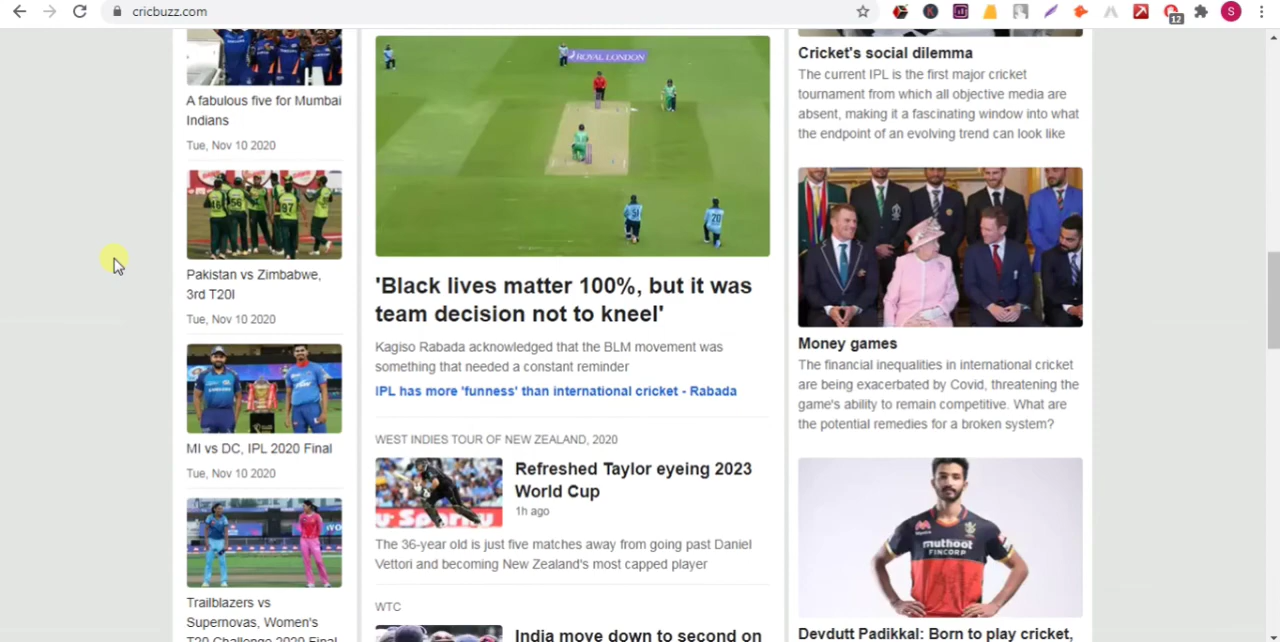 cricbuzz.com
12
S
A fabulous five for Mumbai
Indians
Tue, Nov 10 2020
Pakistan vs Zimbabwe,
3rd T20I
Tue, Nov 10 2020
MI vs DC, IPL 2020 Final
Tue, Nov 10 2020
Trailblazers vs
Supernovas, Women's
T20 Challenge 2020 Final
ROYAL LONDON
'Black lives matter 100%, but it was
team decision not to kneel'
Kagiso Rabada acknowledged that the BLM movement was
something that needed a constant reminder
IPL has more 'funness' than international cricket - Rabada
WEST INDIES TOUR OF NEW ZEALAND, 2020
Refreshed Taylor eyeing 2023
World Cup
1h ago
The 36-year old is just five matches away from going past Daniel
Vettori and becoming New Zealand's most capped player
WTC
India move down to second on
Cricket's social dilemma
The current IPL is the first major cricket
tournament from which all objective media are
absent, making it a fascinating window into what
the endpoint of an evolving trend can look like
Money games
The financial inequalities in international cricket
are being exacerbated by Covid, threatening the
game's ability to remain competitive. What are
the potential remedies for a broken system?
muthoot
FINCORP
Devdutt Padikkal: Born to play cricket,